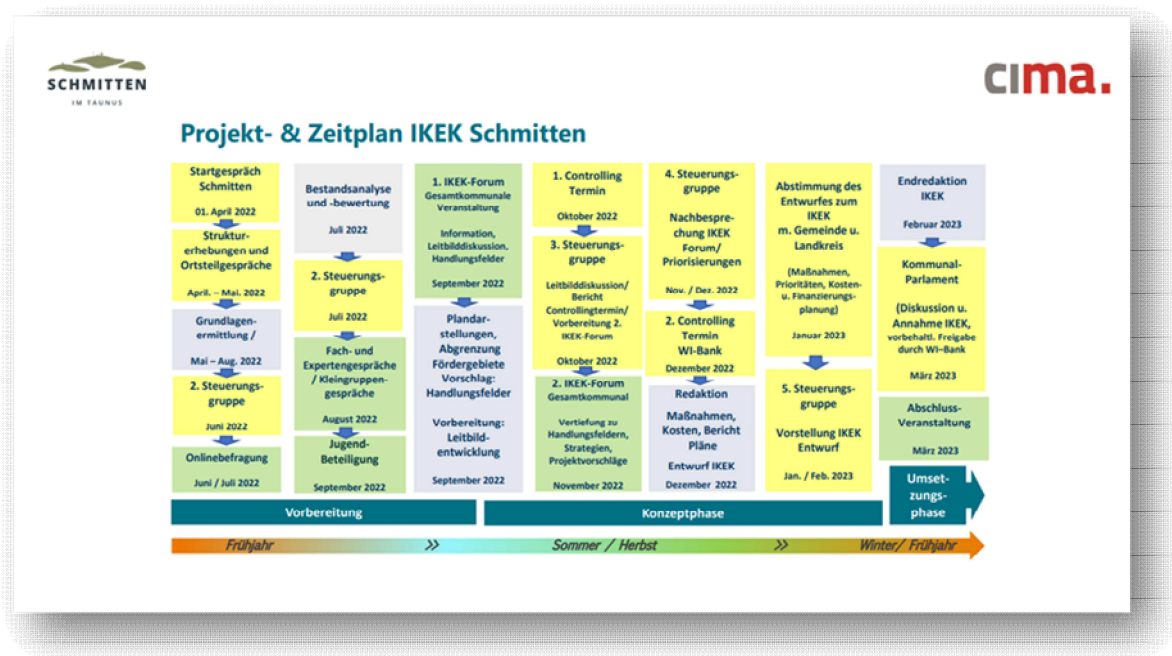 SCHMITTEN
IM TAUNUS
cima.
Projekt- & Zeitplan IKEK Schmitten
Startgespräch
Schmitten
01. April 2022
Struktur-
erhebungen und
Ortsteilgespräche
April. – Mai. 2022
Grundlagen-
ermittlung /
Mai – Aug. 2022
2. Steuerungs-
gruppe
Juni 2022
Onlinebefragung
Juni / Juli 2022
Bestandsanalyse
und -bewertung
Juli 2022
2. Steuerungs-
gruppe
Juli 2022
Fach- und
Expertengespräche
/ Kleingruppen-
gespräche
August 2022
Jugend-
Beteiligung
September 2022
1. IKEK-Forum
Gesamtkommunale
Veranstaltung
Information,
Leitbilddiskussion,
Handlungsfelder
September 2022
Plandar-
stellungen,
Abgrenzung
Fördergebiete
Vorschlag:
Handlungsfelder
Vorbereitung:
Leitbild-
entwicklung
September 2022
1. Controlling
Termin
Oktober 2022
3. Steuerungs-
gruppe
Leitbilddiskussion/
Bericht
Controllingtermin/
Vorbereitung 2.
IKEK-Forum
Oktober 2022
2. IKEK-Forum
Gesamtkommunal
Vertiefung zu
Handlungsfeldern,
Strategien,
Projektvorschläge
November 2022
4. Steuerungs-
gruppe
Nachbespre-
chung IKEK
Forum/
Priorisierungen
Nov. / Dez. 2022
2. Controlling
Termin
WI-Bank
Dezember 2022
Redaktion
Maßnahmen,
Kosten, Bericht
Pläne
Entwurf IKEK
Dezember 2022
Abstimmung des
Entwurfes zum
IKEK
m. Gemeinde u.
Landkreis
(Maßnahmen,
Prioritäten, Kosten-
u. Finanzierungs-
planung)
Januar 2023
5. Steuerungs-
gruppe
Vorstellung IKEK
Entwurf
Jan. / Feb. 2023
Endredaktion
IKEK
Februar 2023
Kommunal-
Parlament
(Diskussion u.
Annahme IKEK,
vorbehaltl. Freigabe
durch WI–Bank
März 2023
Abschluss-
Veranstaltung
März 2023
Vorbereitung
Konzeptphase
Umset-
zungs-
phase
Frühjahr >> Sommer / Herbst >> Winter/ Frühjahr